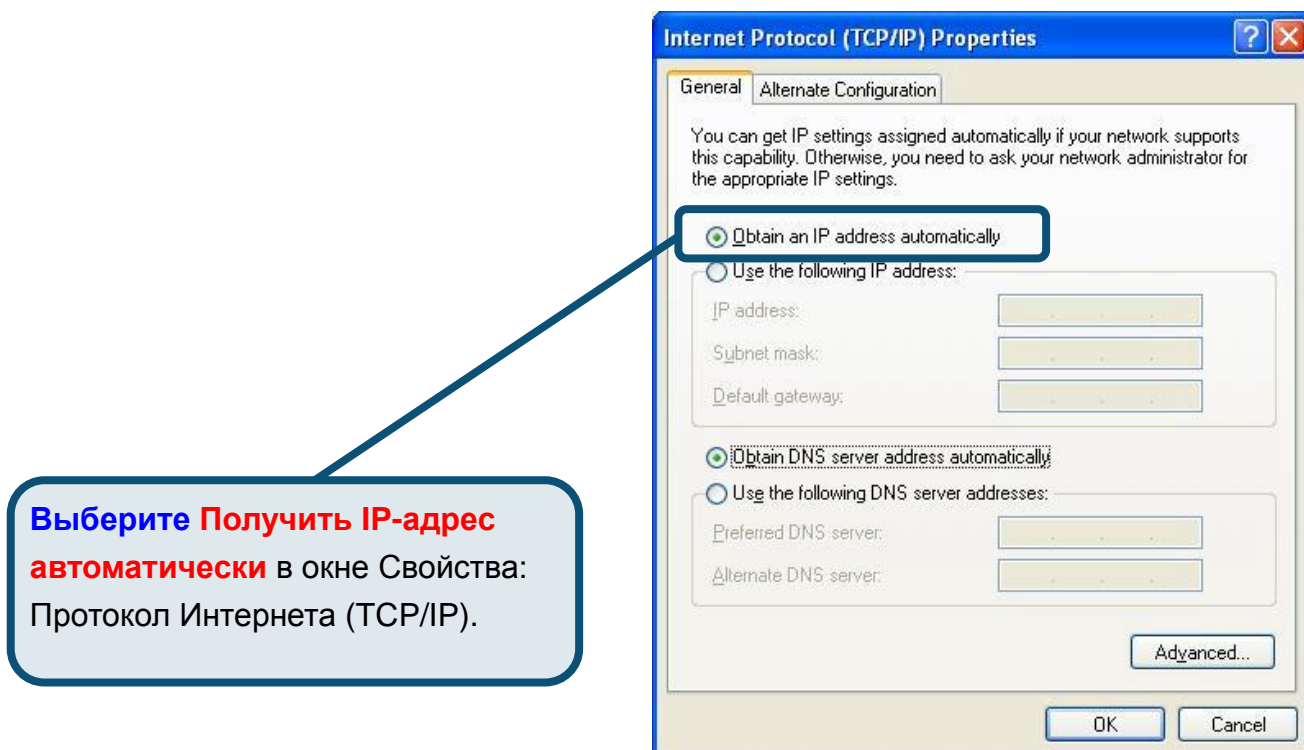 Internet Protocol (TCP/IP) Properties
General
Alternate Configuration
You can get IP settings assigned automatically if your network supports
this capability. Otherwise, you need to ask your network administrator for
the appropriate IP settings.
Obtain an IP address automatically
Use the following IP address:
IP address:
Subnet mask:
Default gateway:
Obtain DNS server address automatically
Use the following DNS server addresses:
Preferred DNS server:
Alternate DNS server:
Advanced...
OK
Cancel
Выберите Получить IP-адрес
автоматически в окне Свойства:
Протокол Интернета (TCP/IP).